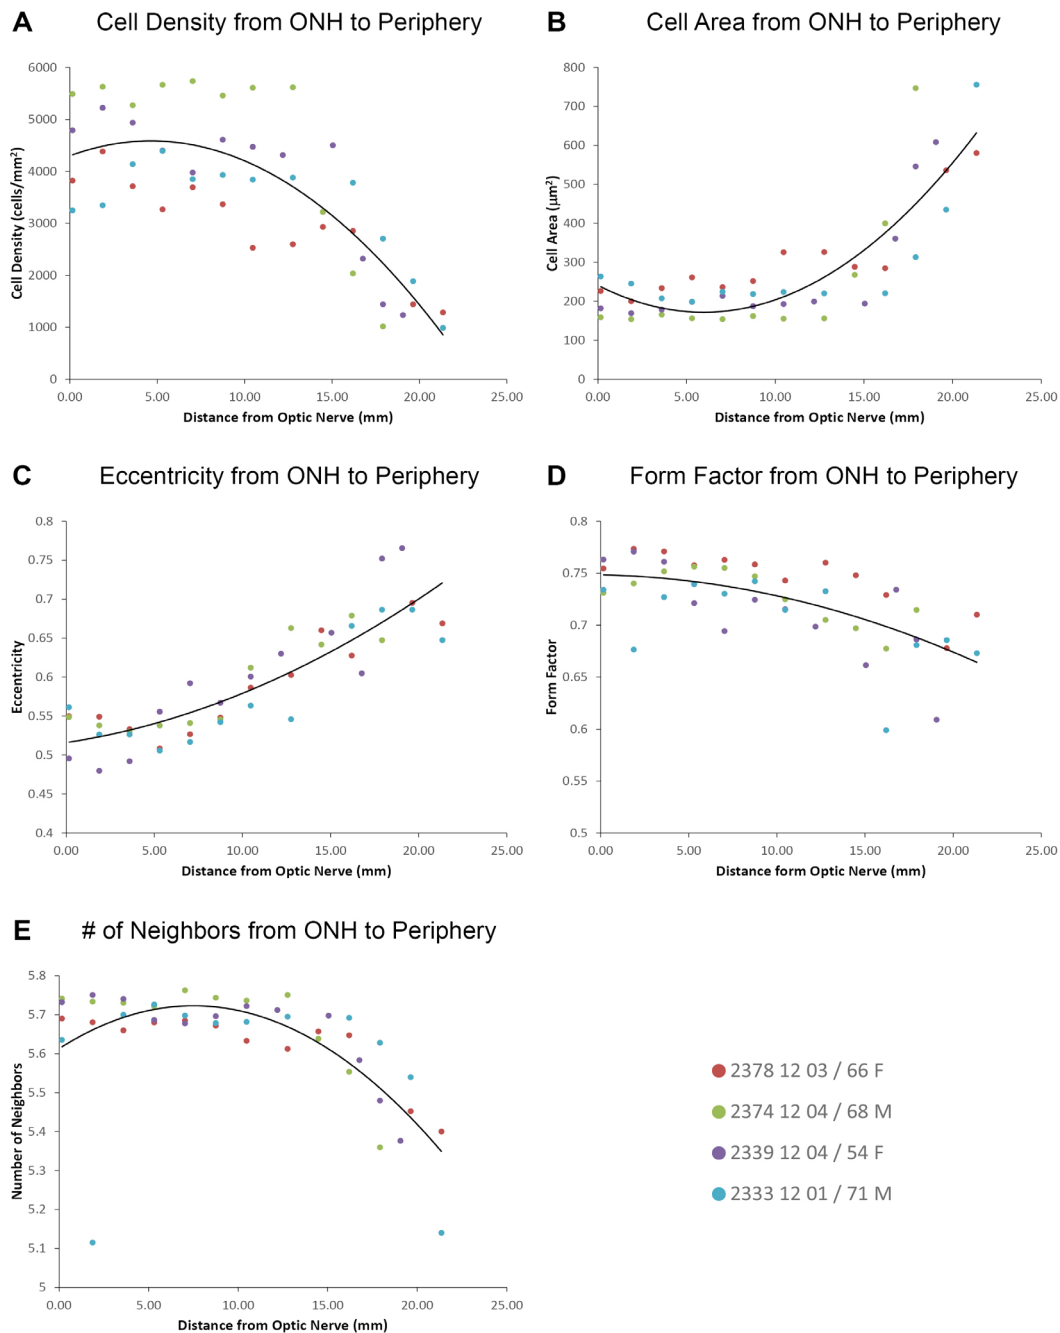 A Cell Density from ONH to Periphery
6000
5000
4000
3000
2000
1000
0
Cell Density (cells/mm²)
0.00 5.00 10.00 15.00 20.00 25.00
Distance from Optic Nerve (mm)
B Cell Area from ONH to Periphery
800
700
600
500
400
300
200
100
0
Cell Area (µm²)
0.00 5.00 10.00 15.00 20.00 25.00
Distance from Optic Nerve (mm)
C Eccentricity from ONH to Periphery
0.8
0.75
0.7
0.65
0.6
0.55
0.5
0.45
0.4
Eccentricity
0.00 5.00 10.00 15.00 20.00 25.00
Distance from Optic Nerve (mm)
D Form Factor from ONH to Periphery
0.8
0.75
0.7
0.65
0.6
0.55
0.5
Form Factor
0.00 5.00 10.00 15.00 20.00 25.00
Distance form Optic Nerve (mm)
E # of Neighbors from ONH to Periphery
5.8
5.7
5.6
5.5
5.4
5.3
5.2
5.1
5
Number of Neighbors
0.00 5.00 10.00 15.00 20.00 25.00
Distance from Optic Nerve (mm)
2378 12 03 / 66 F
2374 12 04 / 68 M
2339 12 04 / 54 F
2333 12 01 / 71 M